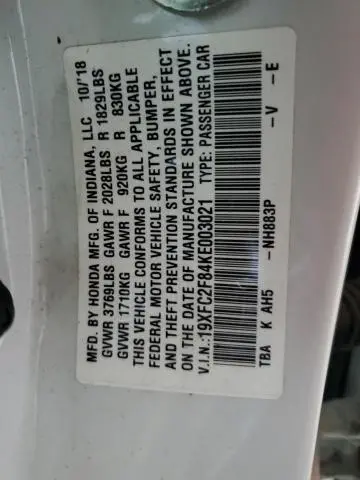 MFD. BY HONDA MFG. OF INDIANA, LLC 10/'18
GVWR 3769LBS GAWR F 2028LBS R 1829LBS
GVWR 1710KG GAWR F 920KG R 830KG
THIS VEHICLE CONFORMS TO ALL APPLICABLE
FEDERAL MOTOR VEHICLE SAFETY, BUMPER,
AND THEFT PREVENTION STANDARDS IN EFFECT
ON THE DATE OF MANUFACTURE SHOWN ABOVE.
V.I.N.:19XFC2F84KE003021 TYPE: PASSENGER CAR
TBA K AH5 -NH883P -V -E